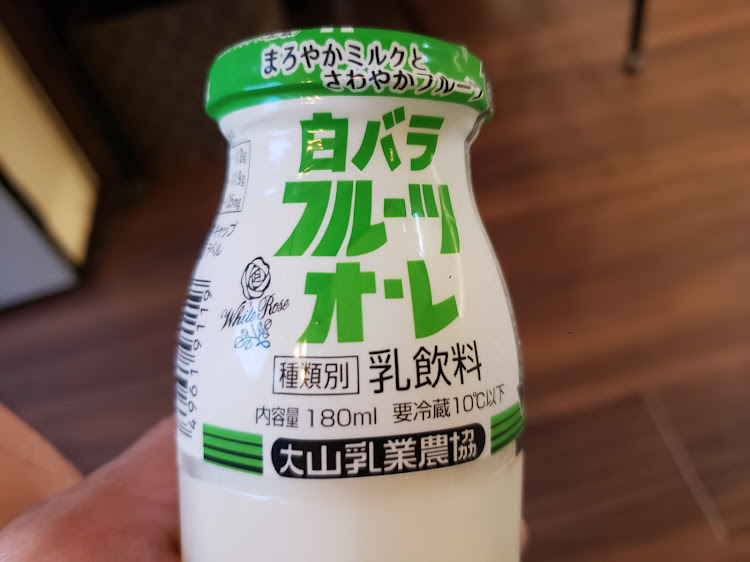 まろやかミルクと
さわやかフルーツ
白バラ
フルーツ
オ・レ
White Rose
種類別 乳飲料
内容量 180ml 要冷蔵10℃以下
大山乳業農協